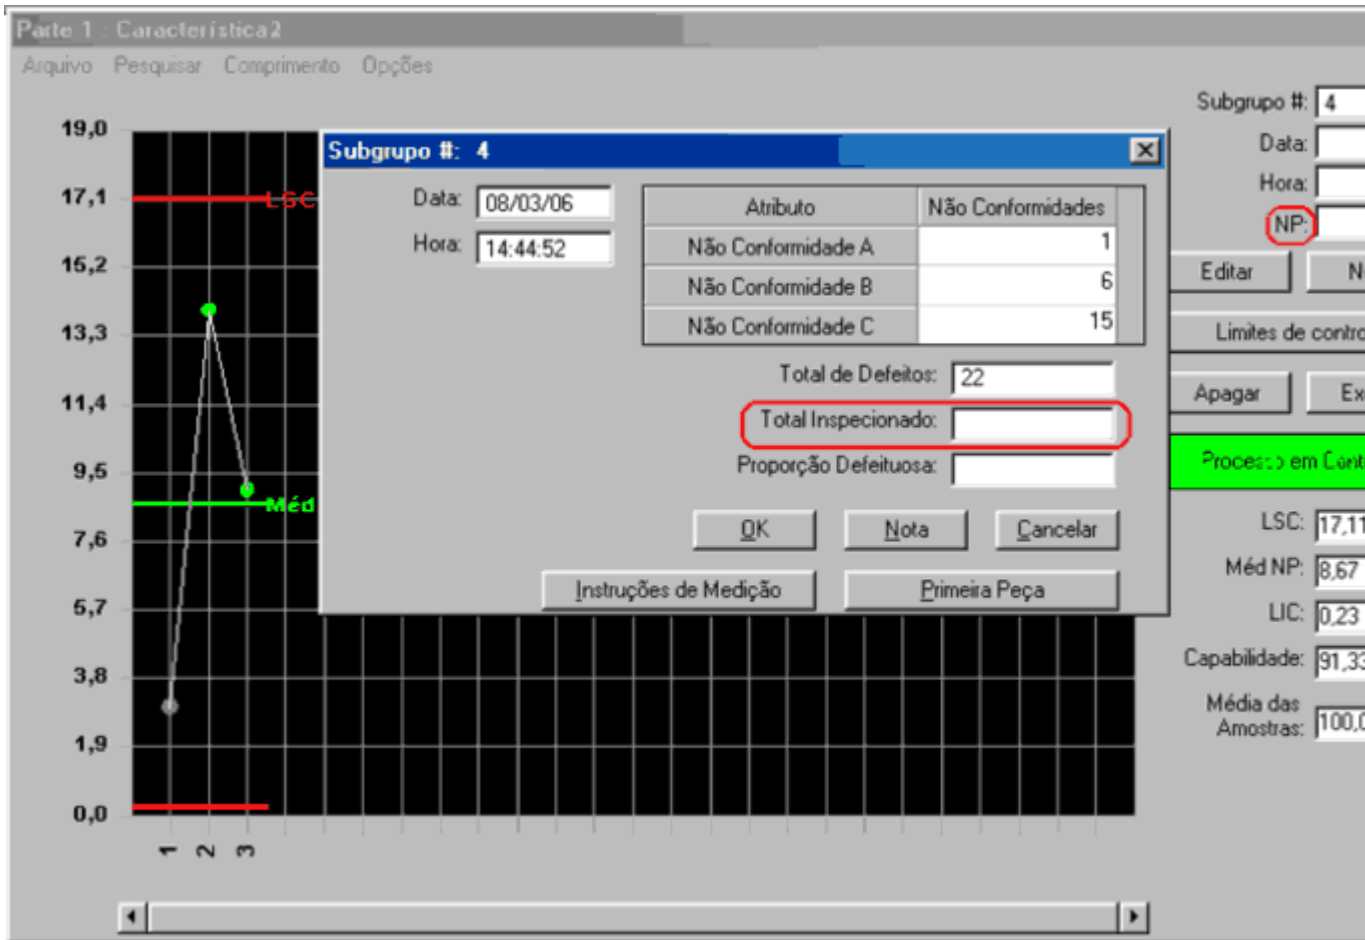 Parte 1 : Característica2
Arquivo Pesquisar Comprimento Opções
19,0
17,1
15,2
13,3
11,4
9,5
7,6
5,7
3,8
1,9
0,0
LSC
Méd
1 2 3
Subgrupo #: 4
Data: 08/03/06
Hora: 14:44:52
Atributo Não Conformidades
Não Conformidade A 1
Não Conformidade B 6
Não Conformidade C 15
Total de Defeitos: 22
Total Inspecionado:
Proporção Defeituosa:
OK Nota Cancelar
Instruções de Medição Primeira Peça
Subgrupo #: 4
Data:
Hora:
NP:
Editar N
Limites de contro
Apagar Ex
Processo em Cont
LSC: 17,11
Méd NP: 8,67
LIC: 0,23
Capabilidade: 91,33
Média das
Amostras: 100,0